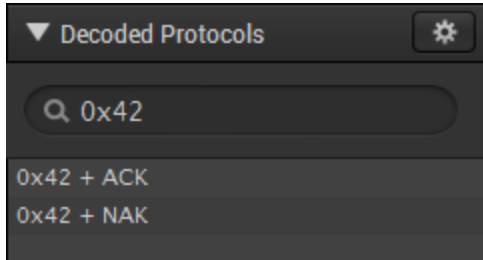 Decoded Protocols
0x42
0x42 + ACK
0x42 + NAK